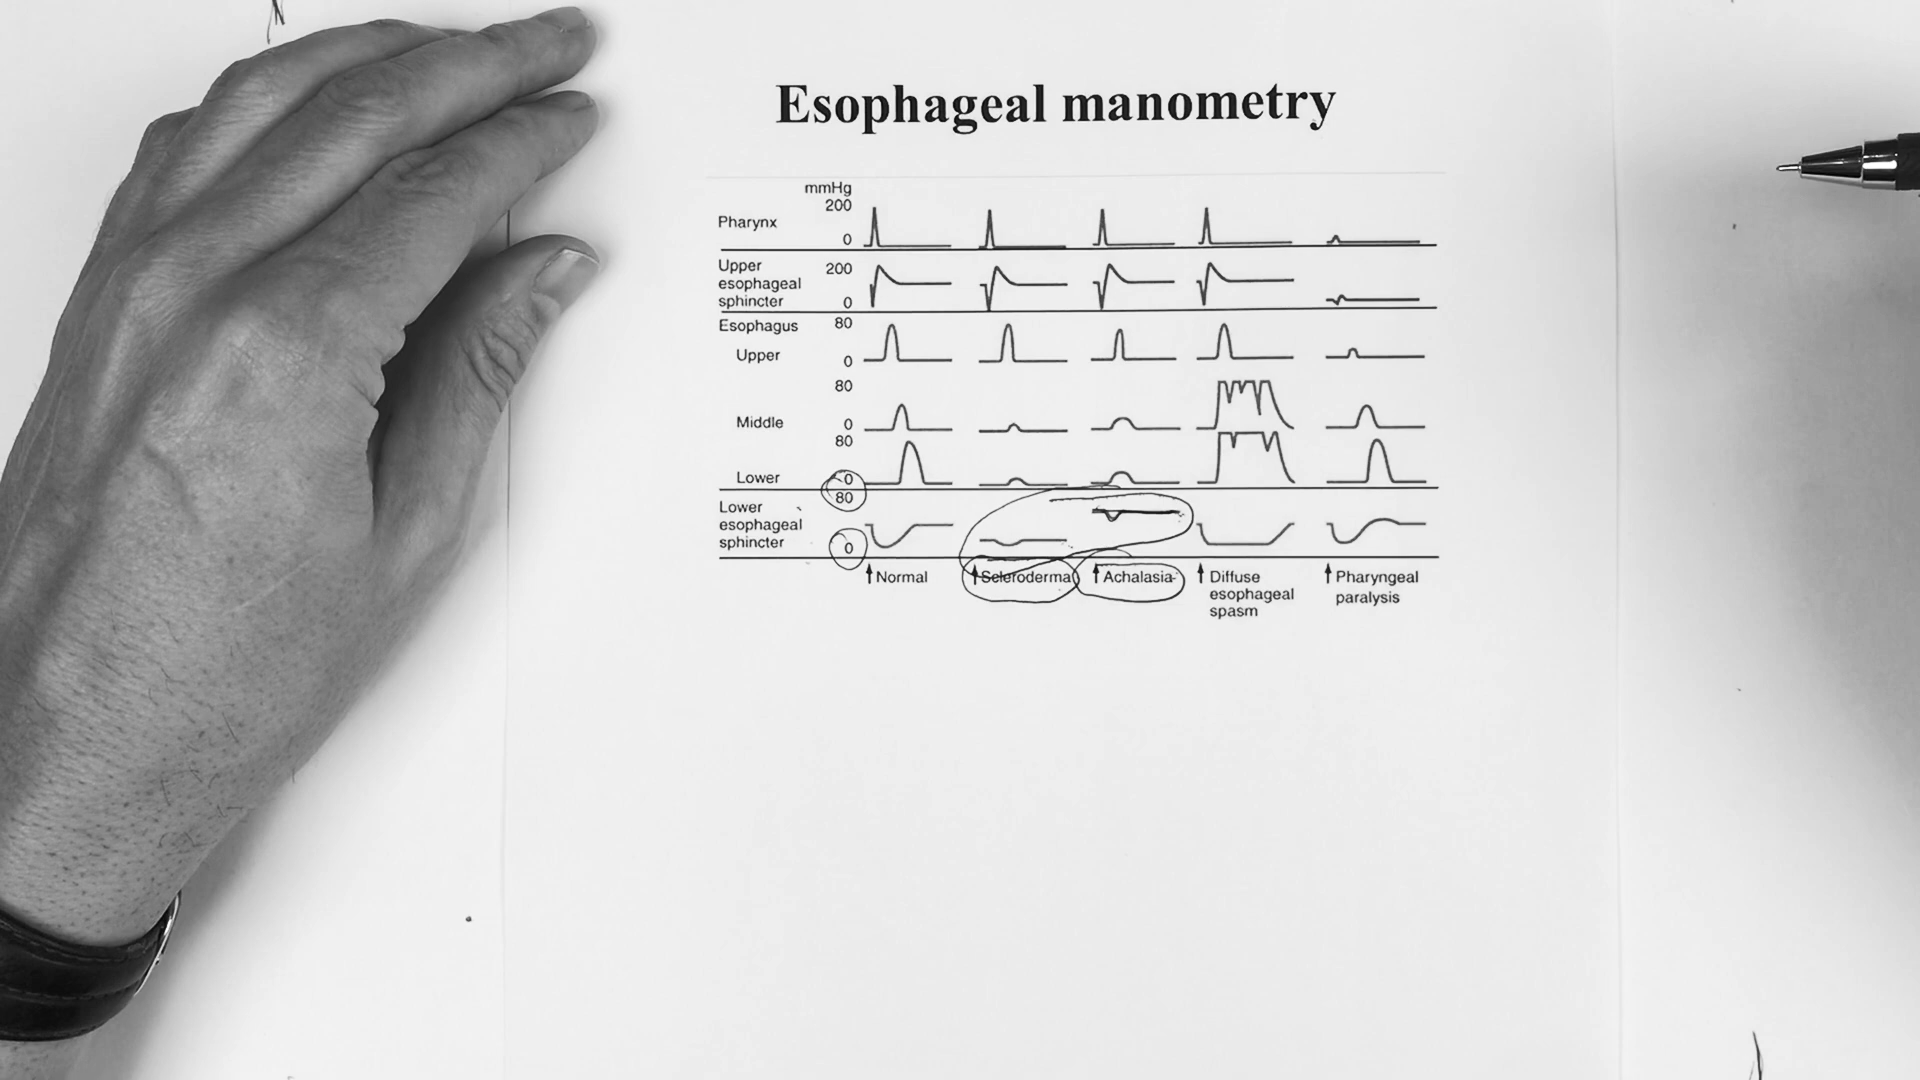 Esophageal manometry
mmHg
200
Pharynx
0
Upper
esophageal
sphincter
200
0
Esophagus
80
Upper
0
80
Middle
0
80
Lower
0
80
Lower
esophageal
sphincter
0
Normal
Scleroderma
Achalasia
Diffuse
esophageal
spasm
Pharyngeal
paralysis